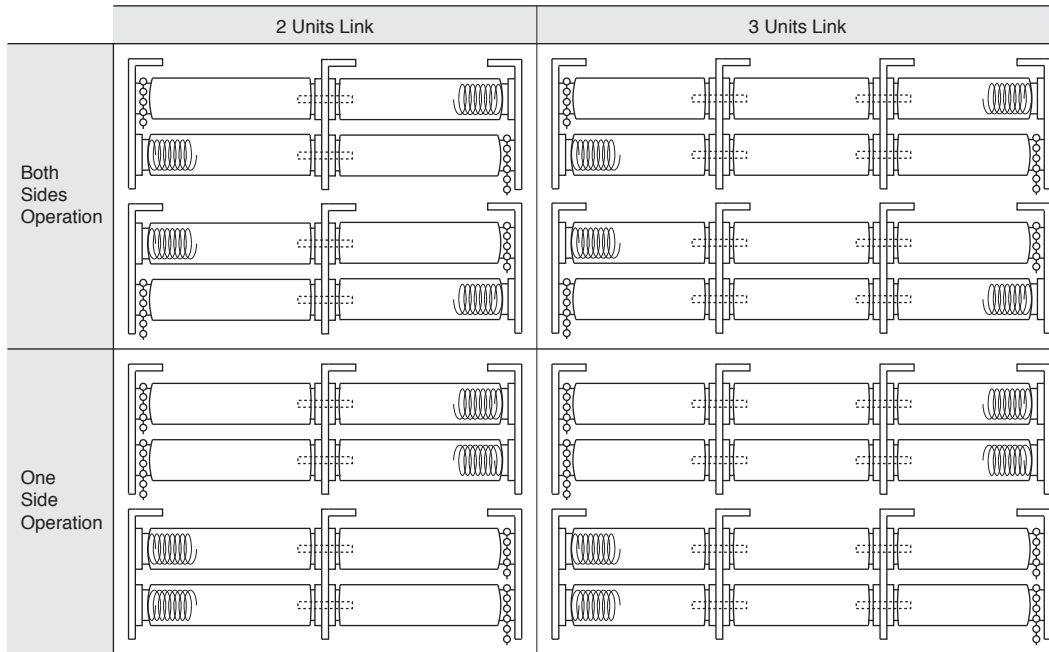 2 Units Link
3 Units Link
Both
Sides
Operation
One
Side
Operation